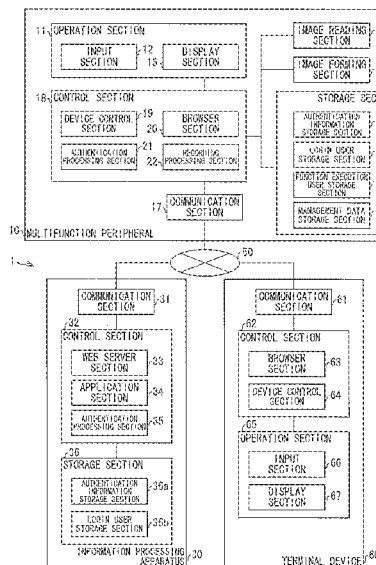 11
OPERATION SECTION
INPUT SECTION
12
13
DISPLAY SECTION
18
CONTROL SECTION
DEVICE CONTROL SECTION
19
20
BROWSER SECTION
AUTHENTICATION PROCESSING SECTION
21
22
RECORDING PROCESSING SECTION
COMMUNICATION SECTION
17
10
MULTIFUNCTION PERIPHERAL
IMAGE READING SECTION
IMAGE FORMING SECTION
STORAGE SECTION
AUTHENTICATION INFORMATION STORAGE SECTION
LOGIN USER STORAGE SECTION
FUNCTION EXECUTION USER STORAGE SECTION
MANAGEMENT DATA STORAGE SECTION
1
50
COMMUNICATION SECTION
31
32
CONTROL SECTION
WEB SERVER SECTION
33
APPLICATION SECTION
34
AUTHENTICATION PROCESSING SECTION
35
36
STORAGE SECTION
AUTHENTICATION INFORMATION STORAGE SECTION
36a
LOGIN USER STORAGE SECTION
36b
INFORMATION PROCESSING APPARATUS
30
COMMUNICATION SECTION
61
62
CONTROL SECTION
BROWSER SECTION
63
DEVICE CONTROL SECTION
64
65
OPERATION SECTION
INPUT SECTION
66
DISPLAY SECTION
67
TERMINAL DEVICE